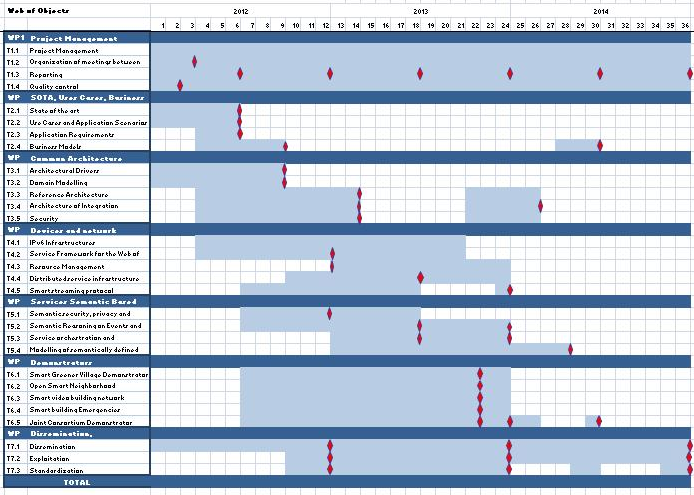 Web of Objects
2012 2013 2014
1 2 3 4 5 6 7 8 9 10 11 12 13 14 15 16 17 18 19 20 21 22 23 24 25 26 27 28 29 30 31 32 33 34 35 36
WP1 Project Management
T1.1 Project Management
T1.2 Organization of meetings between
T1.3 Reporting
T1.4 Quality control
WP SOTA, Uses Cases, Business
T2.1 State of the art
T2.2 Use Cases and Application Scenarios
T2.3 Application Requirements
T2.4 Business Models
WP Common Architecture
T3.1 Architectural Drivers
T3.2 Domain Modelling
T3.3 Reference Architecture
T3.4 Architecture of Integration
T3.5 Security
WP Devices and network
T4.1 IPv6 Infrastructures
T4.2 Service Framework for the Web of
T4.3 Resource Management
T4.4 Distributed service infrastructure
T4.5 Smart streaming protocol
WP Services Semantic Based
T5.1 Semantic security, privacy and
T5.2 Semantic Reasoning on Events and
T5.3 Service orchestration and
T5.4 Modelling of semantically defined
WP Demonstrators
T6.1 Smart Greener Village Demonstrator
T6.2 Open Smart Neighborhood
T6.3 Smart video building network
T6.4 Smart building Emergencies
T6.5 Joint Consortium Demonstrator
WP Dissemination,
T7.1 Dissemination
T7.2 Exploitation
T7.3 Standardization
TOTAL